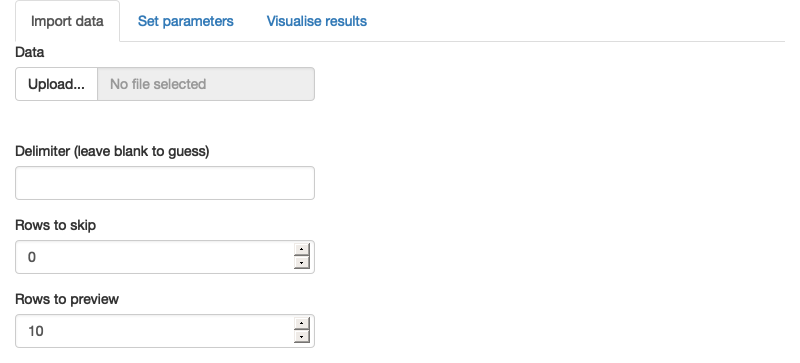 Import data Set parameters Visualise results
Data
Upload... No file selected
Delimiter (leave blank to guess)
Rows to skip
0
Rows to preview
10